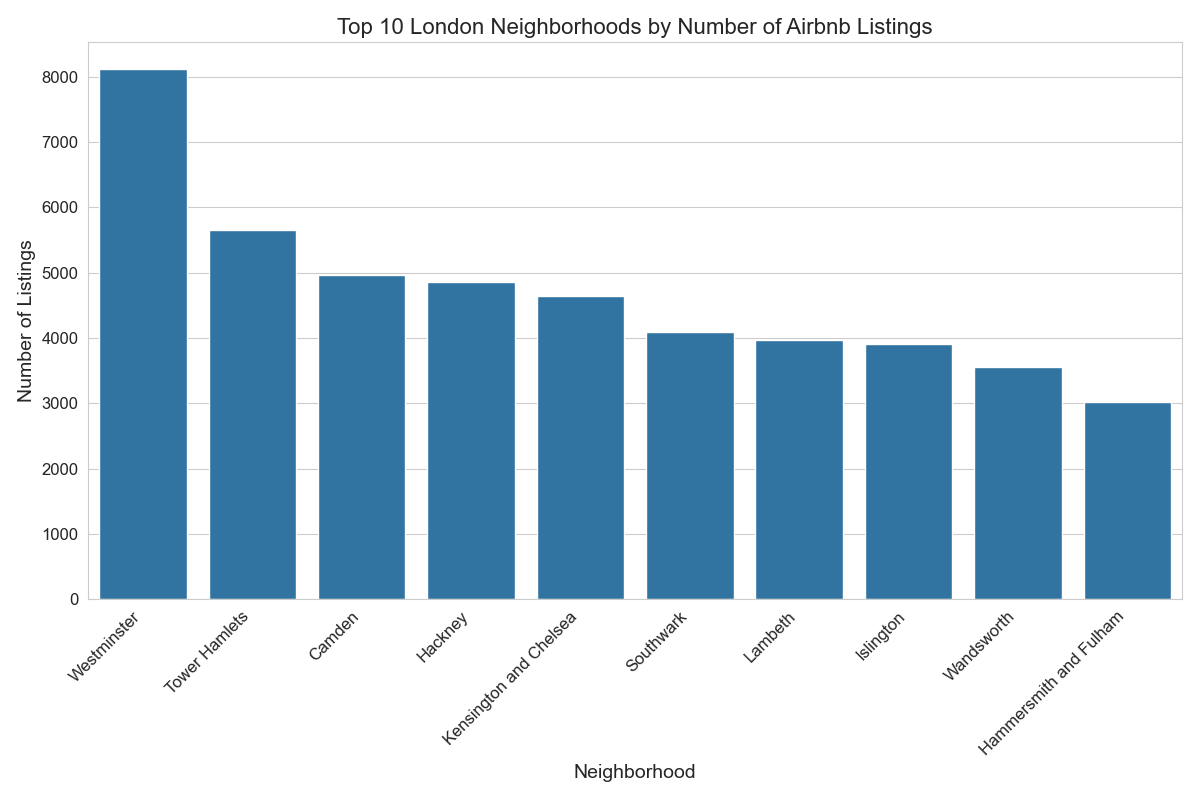 Top 10 London Neighborhoods by Number of Airbnb Listings
Number of Listings
8000
7000
6000
5000
4000
3000
2000
1000
0
Westminster
Tower Hamlets
Camden
Hackney
Kensington and Chelsea
Southwark
Lambeth
Islington
Wandsworth
Hammersmith and Fulham
Neighborhood